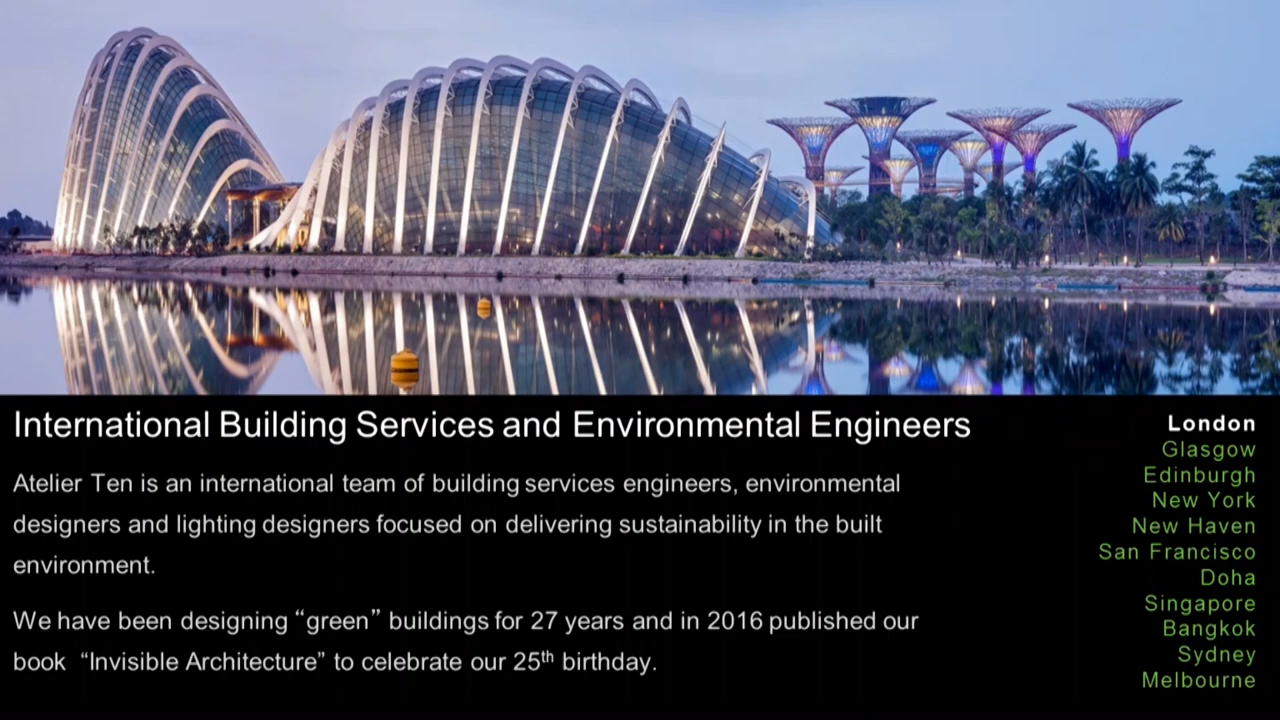 International Building Services and Environmental Engineers
Atelier Ten is an international team of building services engineers, environmental
designers and lighting designers focused on delivering sustainability in the built
environment.
We have been designing “green” buildings for 27 years and in 2016 published our
book “Invisible Architecture” to celebrate our 25th birthday.
London
Glasgow
Edinburgh
New York
New Haven
San Francisco
Doha
Singapore
Bangkok
Sydney
Melbourne